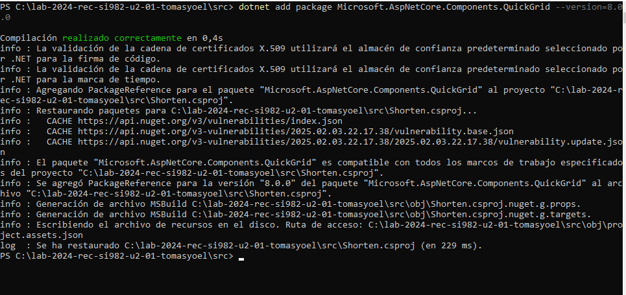 PS C:\lab-2024-rec-si982-u2-01-tomasyoel\src> dotnet add package Microsoft.AspNetCore.Components.QuickGrid --version=8.0
.0
Compilación realizado correctamente en 0,4s
info : La validación de la cadena de certificados X.509 utilizará el almacén de confianza predeterminado seleccionado po
r .NET para la firma de código.
info : La validación de la cadena de certificados X.509 utilizará el almacén de confianza predeterminado seleccionado po
r .NET para la marca de tiempo.
info : Agregando PackageReference para el paquete "Microsoft.AspNetCore.Components.QuickGrid" al proyecto "C:\lab-2024-r
ec-si982-u2-01-tomasyoel\src\Shorten.csproj".
info : Restaurando paquetes para C:\lab-2024-rec-si982-u2-01-tomasyoel\src\Shorten.csproj...
info :   CACHE https://api.nuget.org/v3/vulnerabilities/index.json
info :   CACHE https://api.nuget.org/v3-vulnerabilities/2025.02.03.22.17.38/vulnerability.base.json
info :   CACHE https://api.nuget.org/v3-vulnerabilities/2025.02.03.22.17.38/2025.02.03.22.17.38/vulnerability.update.jso
n
info : El paquete "Microsoft.AspNetCore.Components.QuickGrid" es compatible con todos los marcos de trabajo especificado
s del proyecto "C:\lab-2024-rec-si982-u2-01-tomasyoel\src\Shorten.csproj".
info : Se agregó PackageReference para la versión "8.0.0" del paquete "Microsoft.AspNetCore.Components.QuickGrid" al arc
hivo "C:\lab-2024-rec-si982-u2-01-tomasyoel\src\Shorten.csproj".
info : Generación de archivo MSBuild C:\lab-2024-rec-si982-u2-01-tomasyoel\src\obj\Shorten.csproj.nuget.g.props.
info : Generación de archivo MSBuild C:\lab-2024-rec-si982-u2-01-tomasyoel\src\obj\Shorten.csproj.nuget.g.targets.
info : Escribiendo el archivo de recursos en el disco. Ruta de acceso: C:\lab-2024-rec-si982-u2-01-tomasyoel\src\obj\pro
ject.assets.json
log  : Se ha restaurado C:\lab-2024-rec-si982-u2-01-tomasyoel\src\Shorten.csproj (en 229 ms).
PS C:\lab-2024-rec-si982-u2-01-tomasyoel\src>